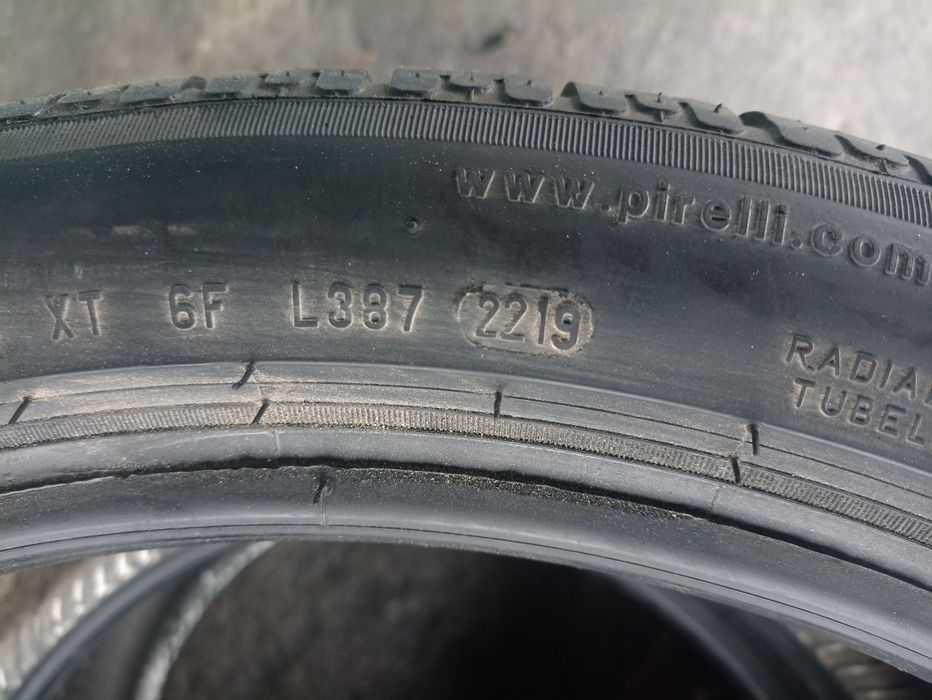 www.pirelli.com
XT 6F L387 2219
RADIAL
TUBEL